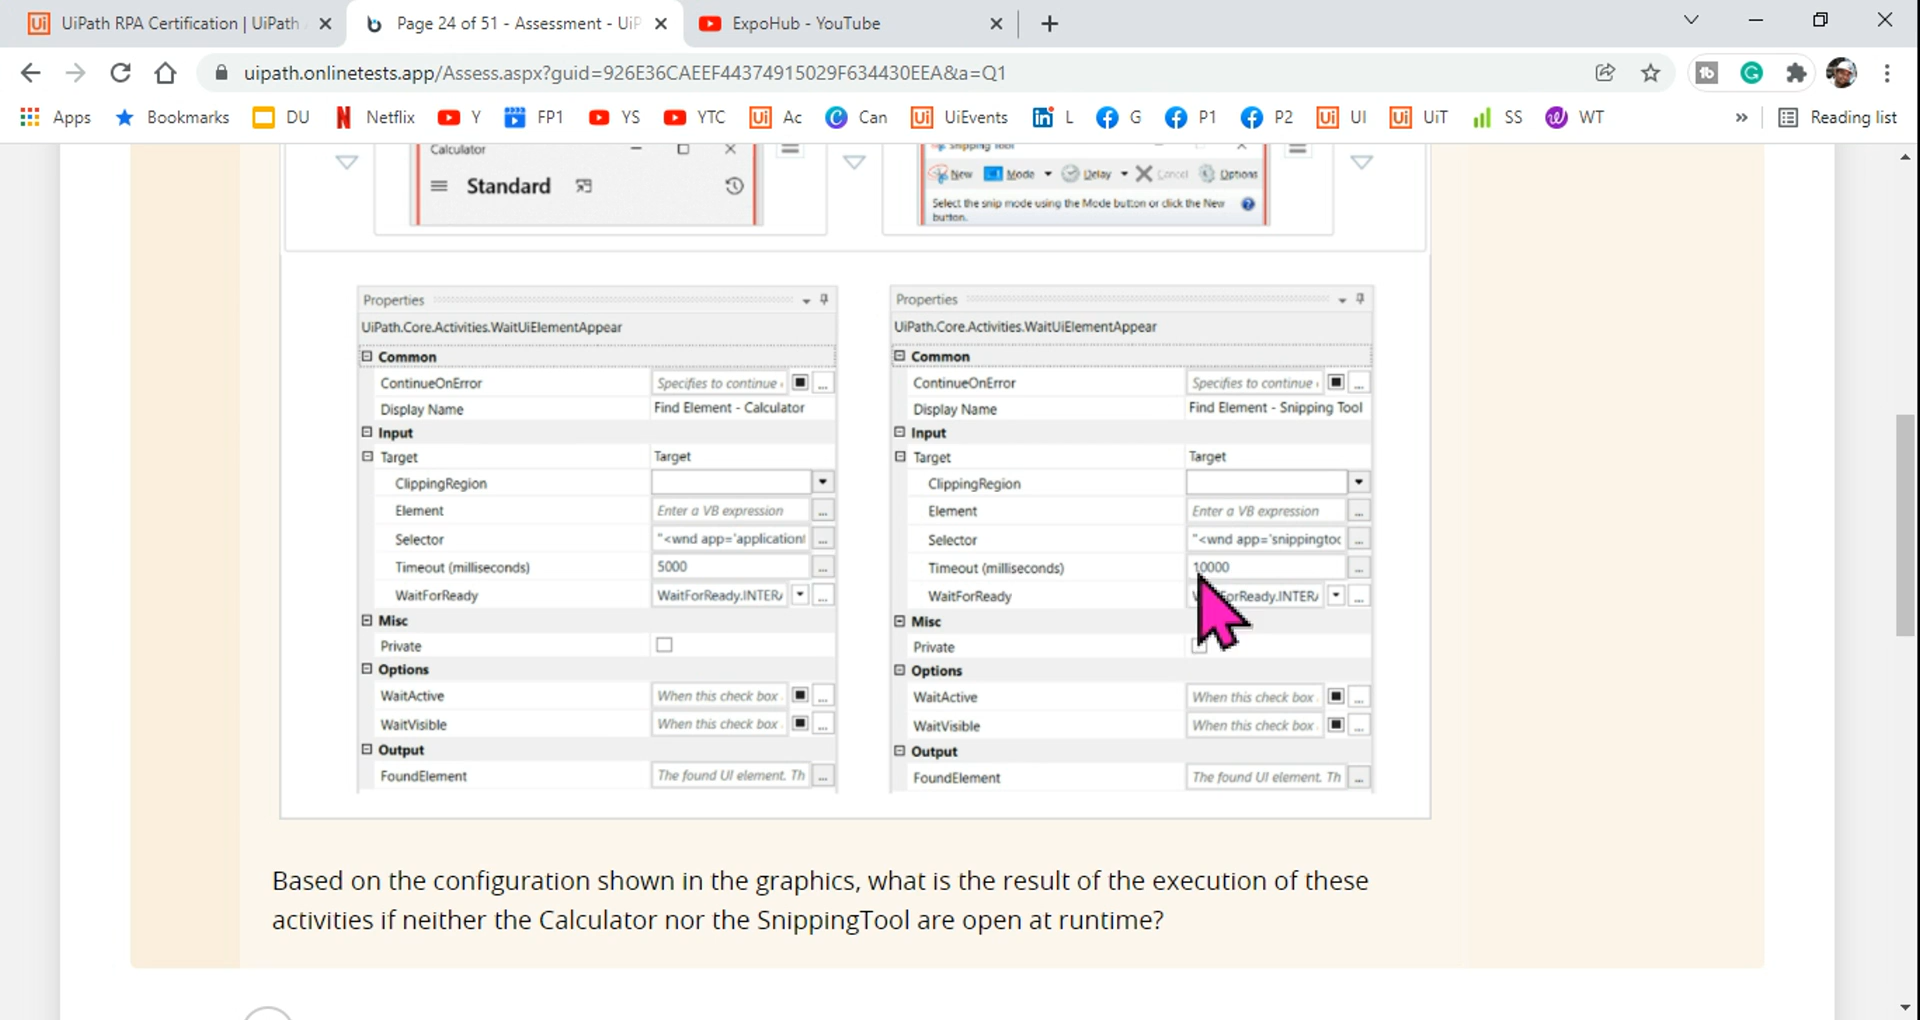 UiPath RPA Certification | UiPath
Page 24 of 51 - Assessment - UiP
ExpoHub - YouTube
uipath.onlinetests.app/Assess.aspx?guid=926E36CAEEF44374915029F634430EEA&a=Q1
Apps Bookmarks DU Netflix Y FP1 YS YTC Ac Can UiEvents L G P1 P2 UI UiT SS WT » Reading list
Calculator
Standard
Snipping Tool
New Mode Delay Cancel Options
Select the snip mode using the Mode button or click the New
button.
Properties
UiPath.Core.Activities.WaitUiElementAppear
Common
ContinueOnError Specifies to continue
Display Name Find Element - Calculator
Input
Target Target
ClippingRegion
Element Enter a VB expression ...
Selector "<wnd app='application ...
Timeout (milliseconds) 5000 ...
WaitForReady WaitForReady.INTER ...
Misc
Private
Options
WaitActive When this check box ...
WaitVisible When this check box ...
Output
FoundElement The found UI element. Th ...
Properties
UiPath.Core.Activities.WaitUiElementAppear
Common
ContinueOnError Specifies to continue ...
Display Name Find Element - Snipping Tool
Input
Target Target
ClippingRegion
Element Enter a VB expression ...
Selector "<wnd app='snippingtoo ...
Timeout (milliseconds) 10000 ...
WaitForReady ...
Misc
Private
Options
WaitActive When this check box ...
WaitVisible When this check box ...
Output
FoundElement The found UI element. Th ...
Based on the configuration shown in the graphics, what is the result of the execution of these
activities if neither the Calculator nor the SnippingTool are open at runtime?